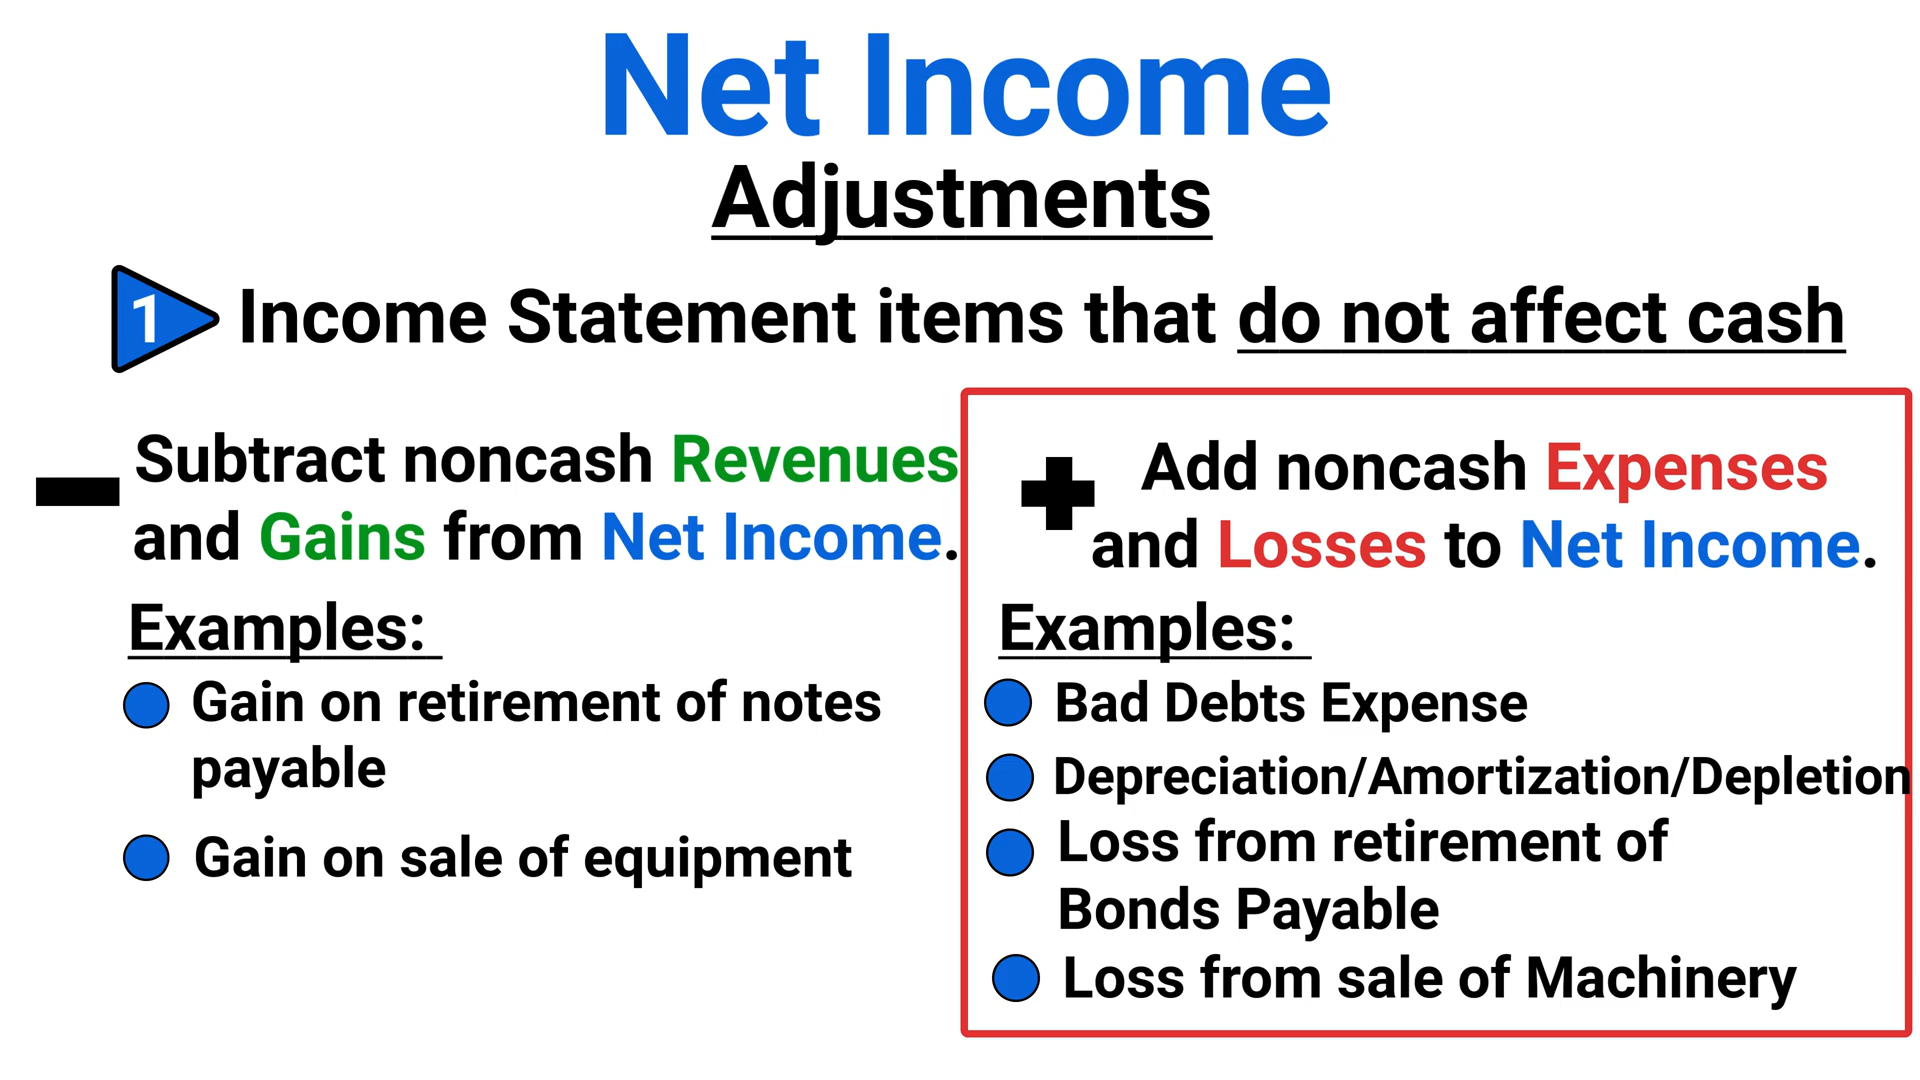 Net Income
Adjustments
1 Income Statement items that do not affect cash
Subtract noncash Revenues
and Gains from Net Income.
Examples:
Gain on retirement of notes
payable
Gain on sale of equipment
Add noncash Expenses
and Losses to Net Income.
Examples:
Bad Debts Expense
Depreciation/Amortization/Depletion
Loss from retirement of
Bonds Payable
Loss from sale of Machinery